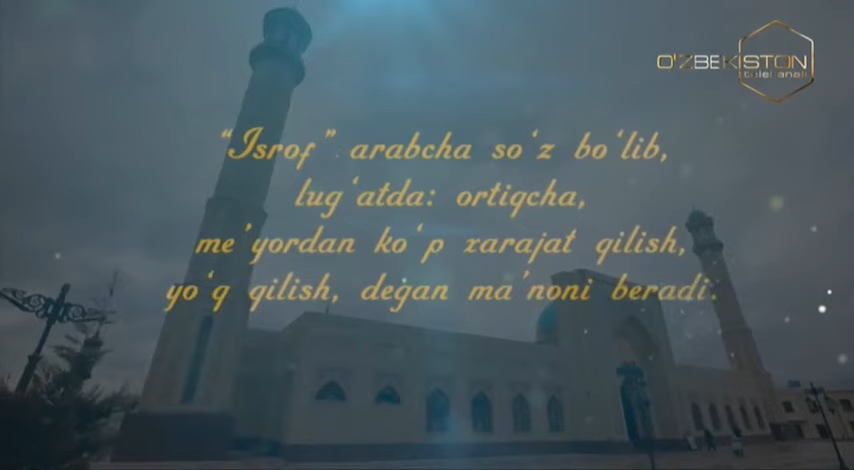 O'ZBEKISTON
telekanali
“Isrof” arabcha so‘z bo‘lib,
lug‘atda: ortiqcha,
me’yordan ko‘p xarajat qilish,
yo‘q qilish, degan ma’noni beradi.